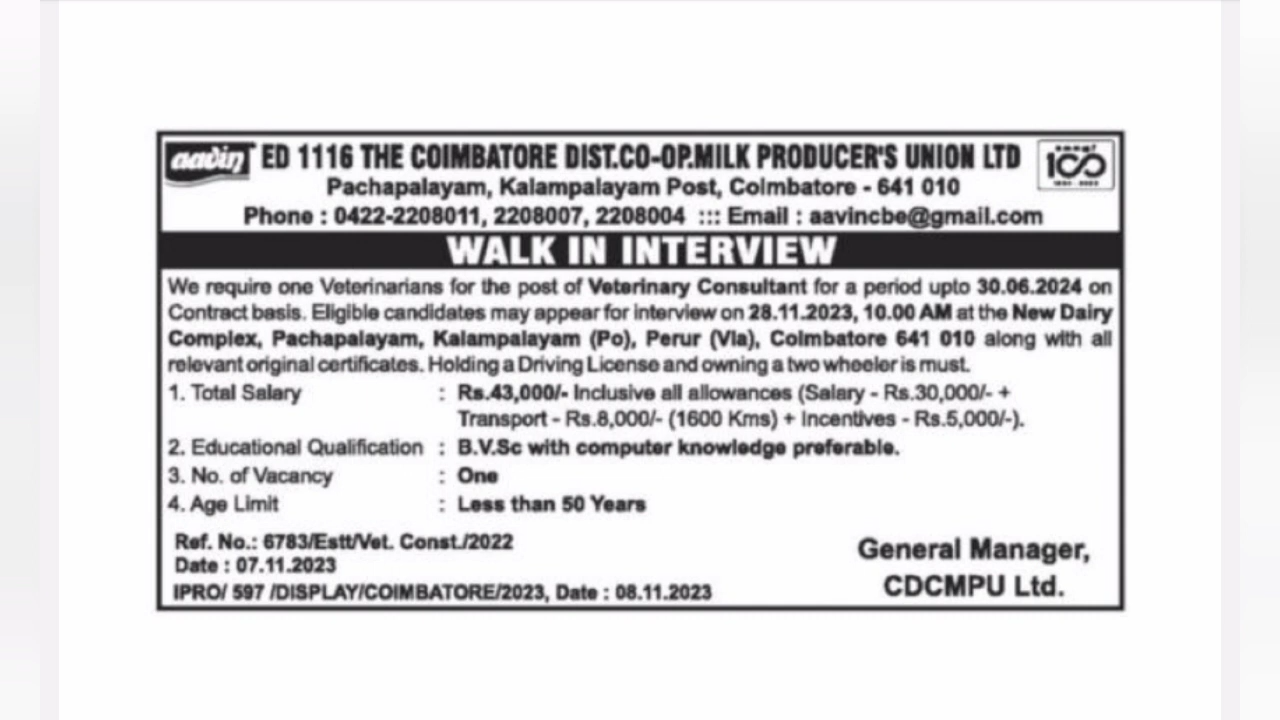 ஆவின் ED 1116 THE COIMBATORE DIST.CO-OP.MILK PRODUCER'S UNION LTD
Pachapalayam, Kalampalayam Post, Coimbatore - 641 010
Phone : 0422-2208011, 2208007, 2208004 ::: Email : aavincbe@gmail.com
WALK IN INTERVIEW
We require one Veterinarians for the post of Veterinary Consultant for a period upto 30.06.2024 on
Contract basis. Eligible candidates may appear for interview on 28.11.2023, 10.00 AM at the New Dairy
Complex, Pachapalayam, Kalampalayam (Po), Perur (Via), Coimbatore 641 010 along with all
relevant original certificates. Holding a Driving License and owning a two wheeler is must.
1. Total Salary : Rs.43,000/- Inclusive all allowances (Salary - Rs.30,000/- +
Transport - Rs.8,000/- (1600 Kms) + Incentives - Rs.5,000/-).
2. Educational Qualification : B.V.Sc with computer knowledge preferable.
3. No. of Vacancy : One
4. Age Limit : Less than 50 Years
Ref. No.: 6783/Estt/Vet. Const./2022
Date : 07.11.2023
IPRO/ 597 /DISPLAY/COIMBATORE/2023, Date : 08.11.2023
General Manager,
CDCMPU Ltd.